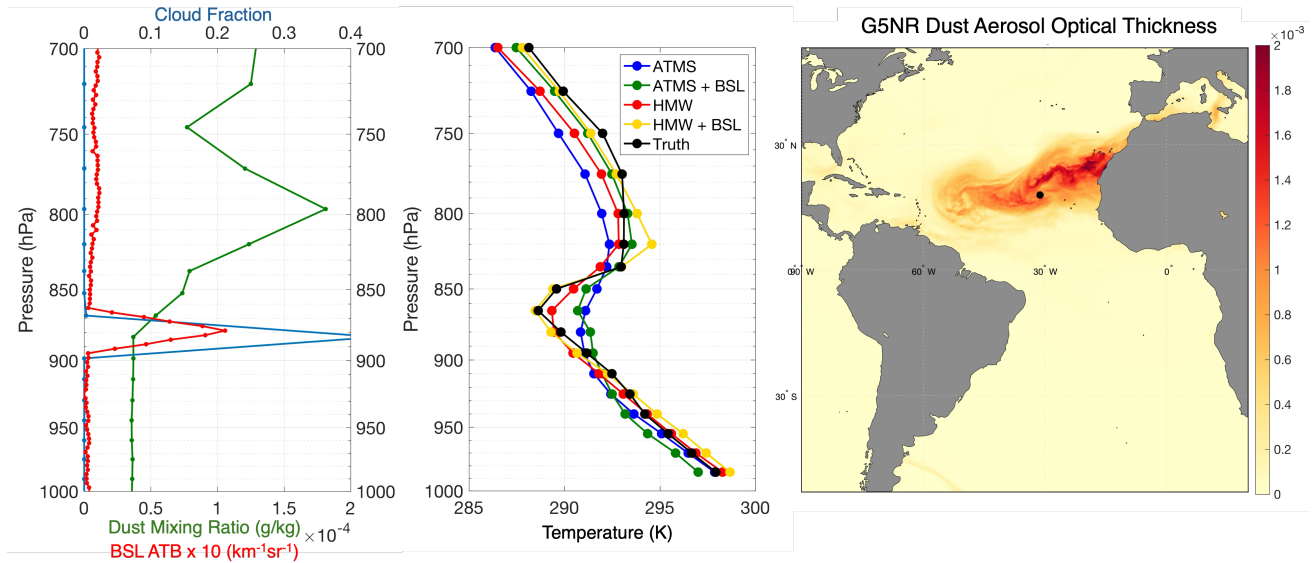 Cloud Fraction
0 0.1 0.2 0.3 0.4
700 700
750 750
800 800
850 850
900 900
950 950
1000 1000
Pressure (hPa)
0 0.5 1 1.5 2
Dust Mixing Ratio (g/kg) ×10⁻⁴
BSL ATB x 10 (km⁻¹sr⁻¹)
700
750
800
850
900
950
1000
Pressure (hPa)
285 290 295 300
Temperature (K)
ATMS
ATMS + BSL
HMW
HMW + BSL
Truth
G5NR Dust Aerosol Optical Thickness
30° N
60° W 30° W 0°
30° S
×10⁻³
2
1.8
1.6
1.4
1.2
1
0.8
0.6
0.4
0.2
0